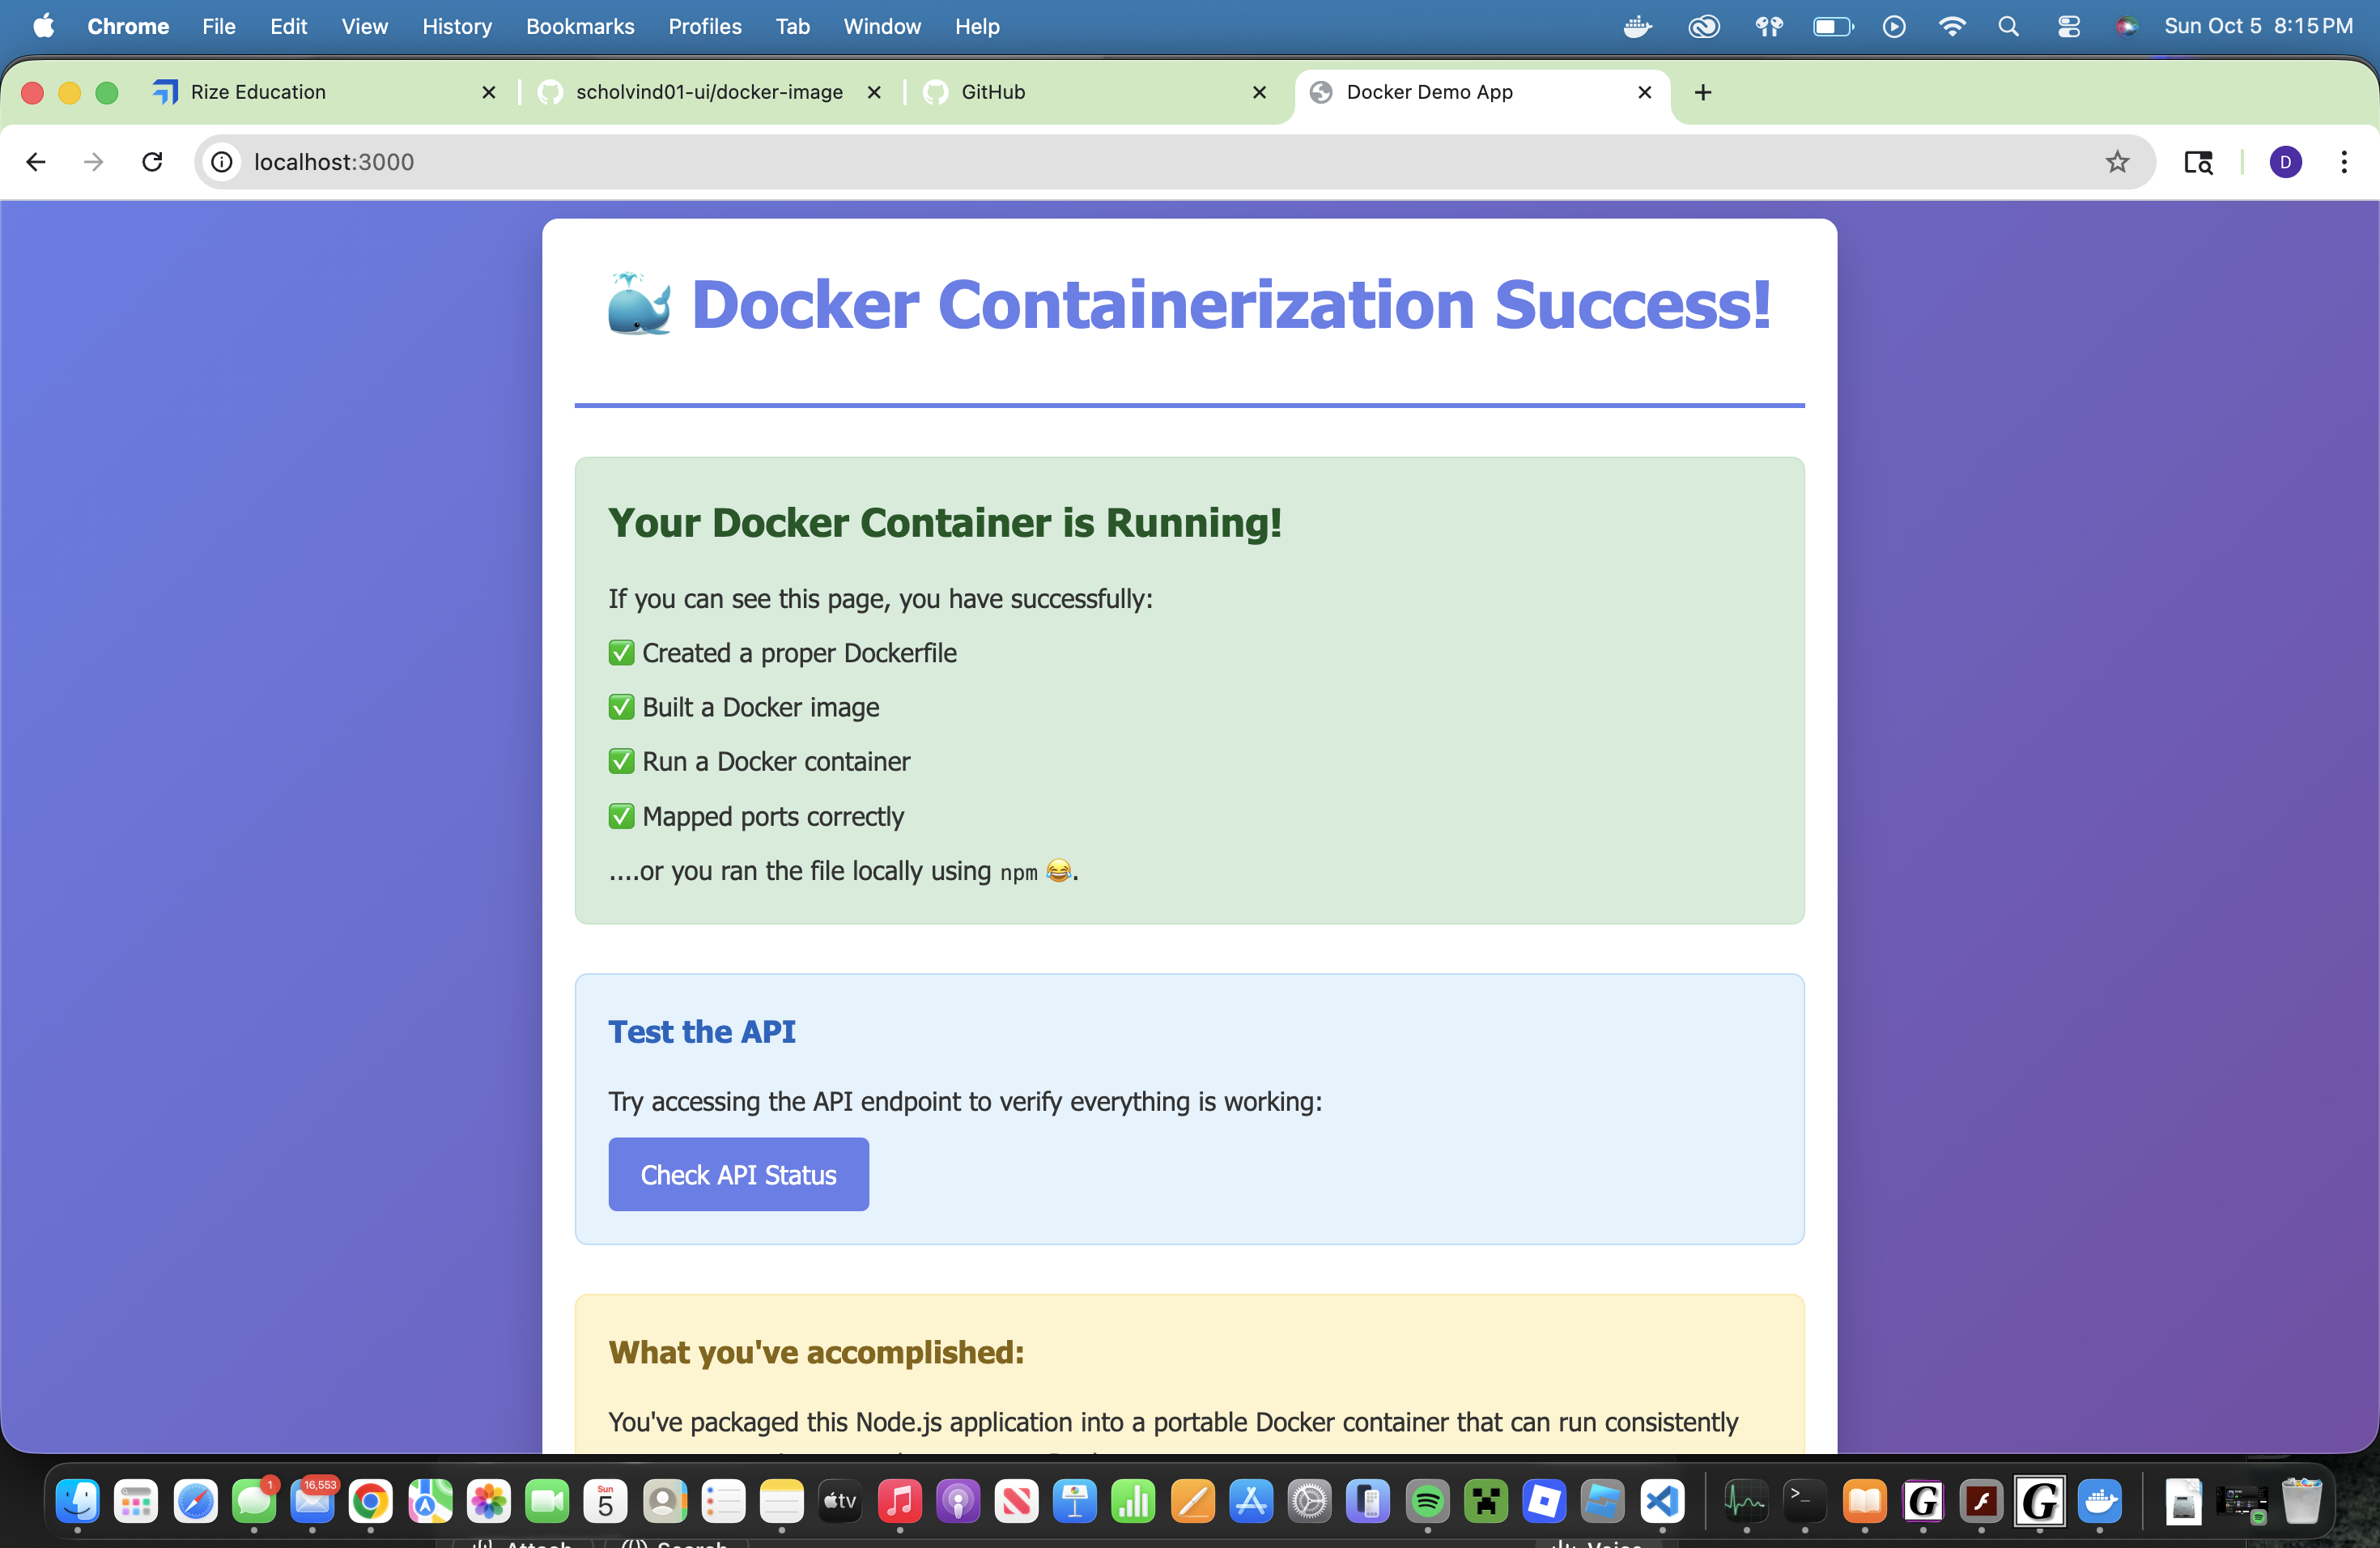 Chrome File Edit View History Bookmarks Profiles Tab Window Help Sun Oct 5 8:15 PM
Rize Education scholvind01-ui/docker-image GitHub Docker Demo App
localhost:3000 D
🐳 Docker Containerization Success!
Your Docker Container is Running!
If you can see this page, you have successfully:
✅ Created a proper Dockerfile
✅ Built a Docker image
✅ Run a Docker container
✅ Mapped ports correctly
....or you ran the file locally using npm 😂.
Test the API
Try accessing the API endpoint to verify everything is working:
Check API Status
What you've accomplished:
You've packaged this Node.js application into a portable Docker container that can run consistently
1 16,553 Sun 5 tv G G